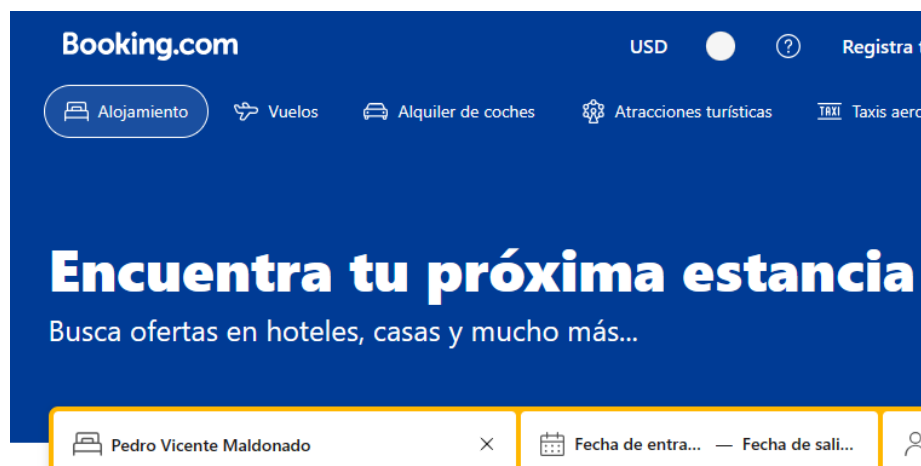 Booking.com USD ? Registra
Alojamiento Vuelos Alquiler de coches Atracciones turísticas TAXI Taxis
Encuentra tu próxima estancia
Busca ofertas en hoteles, casas y mucho más...
Pedro Vicente Maldonado × Fecha de entra... — Fecha de sali...